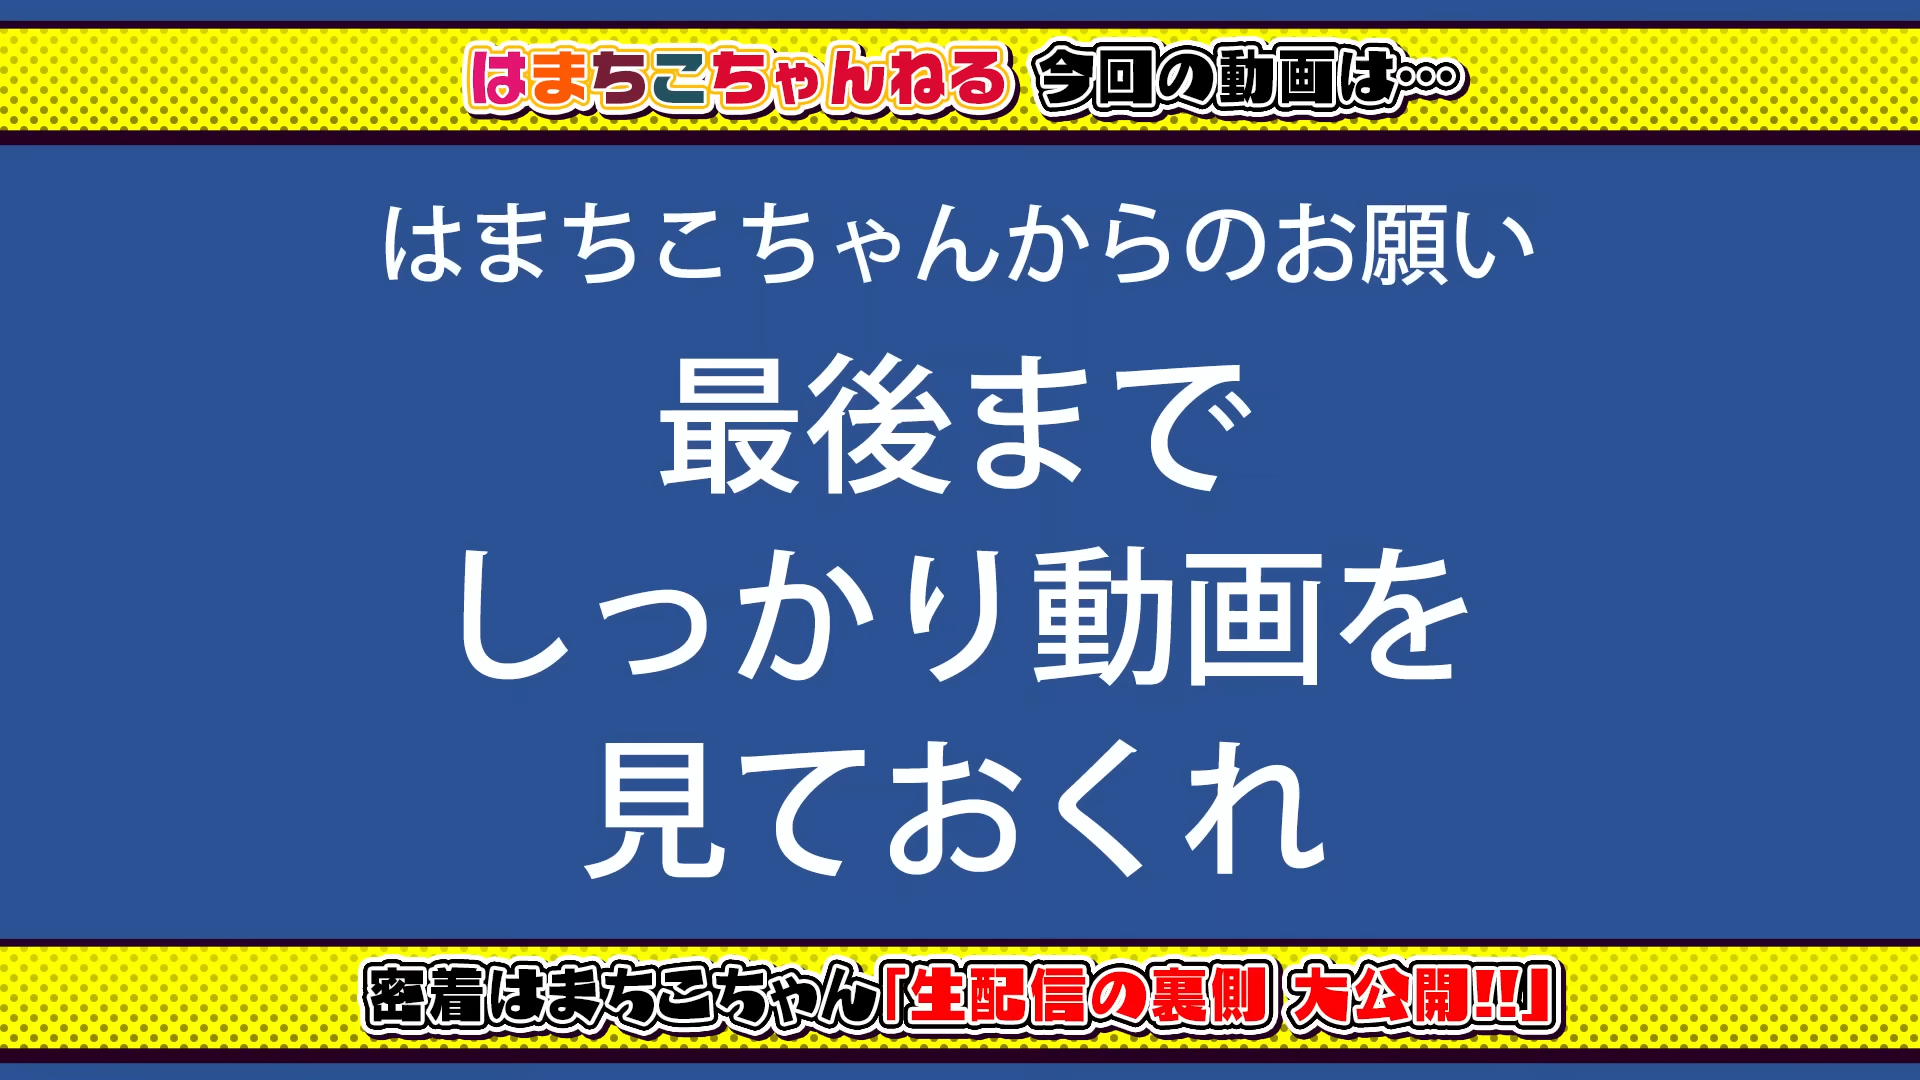 はまちこちゃんねる 今回の動画は…
はまちこちゃんからのお願い
最後まで
しっかり動画を
見ておくれ
密着はまちこちゃん「生配信の裏側 大公開!!」